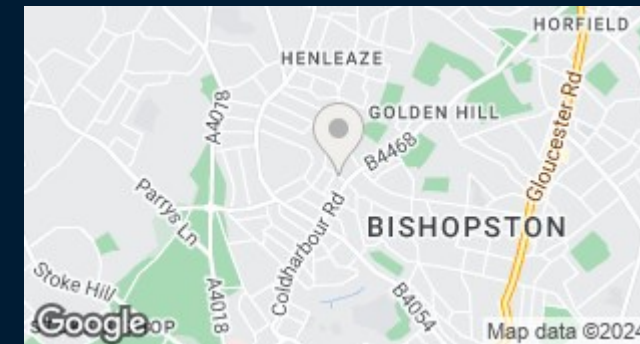 HORFIELD
HENLEAZE
A4018
GOLDEN HILL
Gloucester Rd
B4468
Parrys Ln
Coldharbour Rd
BISHOPSTON
Stoke Hill
A4018
B4054
Google
OP
Map data ©2024